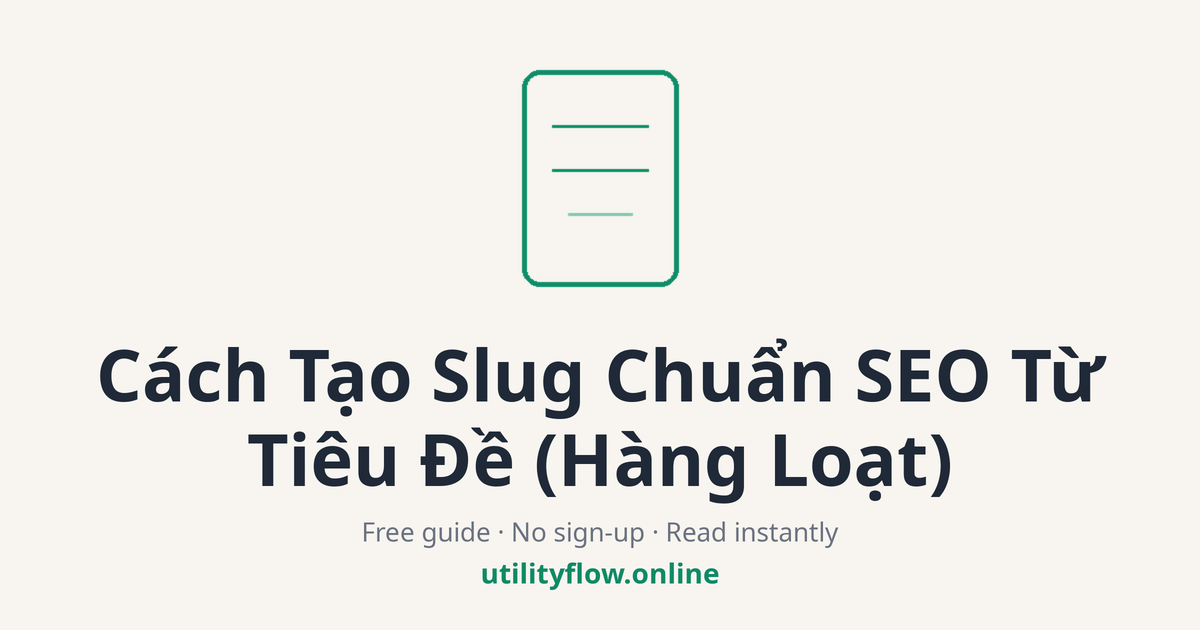 Cách Tạo Slug Chuẩn SEO Từ
Tiêu Đề (Hàng Loạt)
Free guide · No sign-up · Read instantly
utilityflow.online